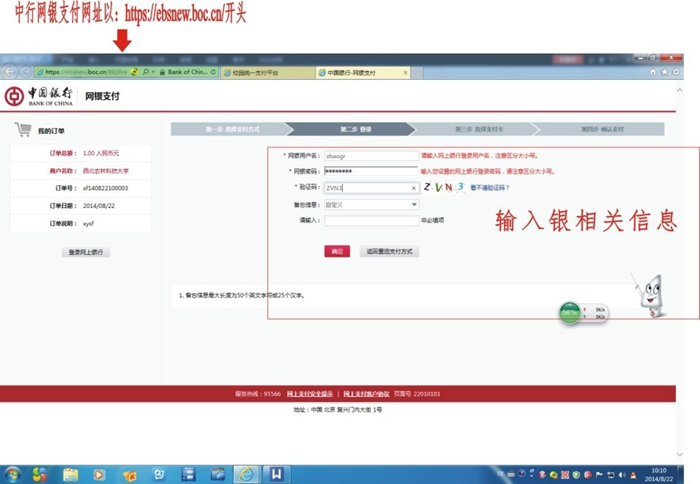 中行网银支付网址以：https://ebsnew.boc.cn/开头
Bank of Chin...
校园统一支付平台
中国银行-网银支付
中国银行
BANK OF CHINA
网银支付
我的订单
第一步 选择支付方式
第二步 登录
第三步 选择支付卡
第四步 确认支付
订单总额： 1.00 人民币元
商户名称： 西北农林科技大学
订单号： xf140822100003
订单日期： 2014/08/22
订单说明： xysf
登录网上银行
* 网银用户名： zhaogr 请输入网上银行登录用户名，注意区分大小写。
* 网银密码： 输入您设置的网上银行登录密码，请注意区分大小写。
* 验证码： ZVN3 Z V N 3 看不清验证码？
备忘信息： 自定义
请输入： 非必填项
确定
返回重选支付方式
输入银相关信息
1. 备忘信息最大长度为50个英文字符或25个汉字。
68%
0K/s
0K/s
服务热线：95566 网上支付安全提示 | 网上支付客户协议 页面号 22010101
地址：中国 北京 复兴门内大街 1号
10:10
2014/8/22